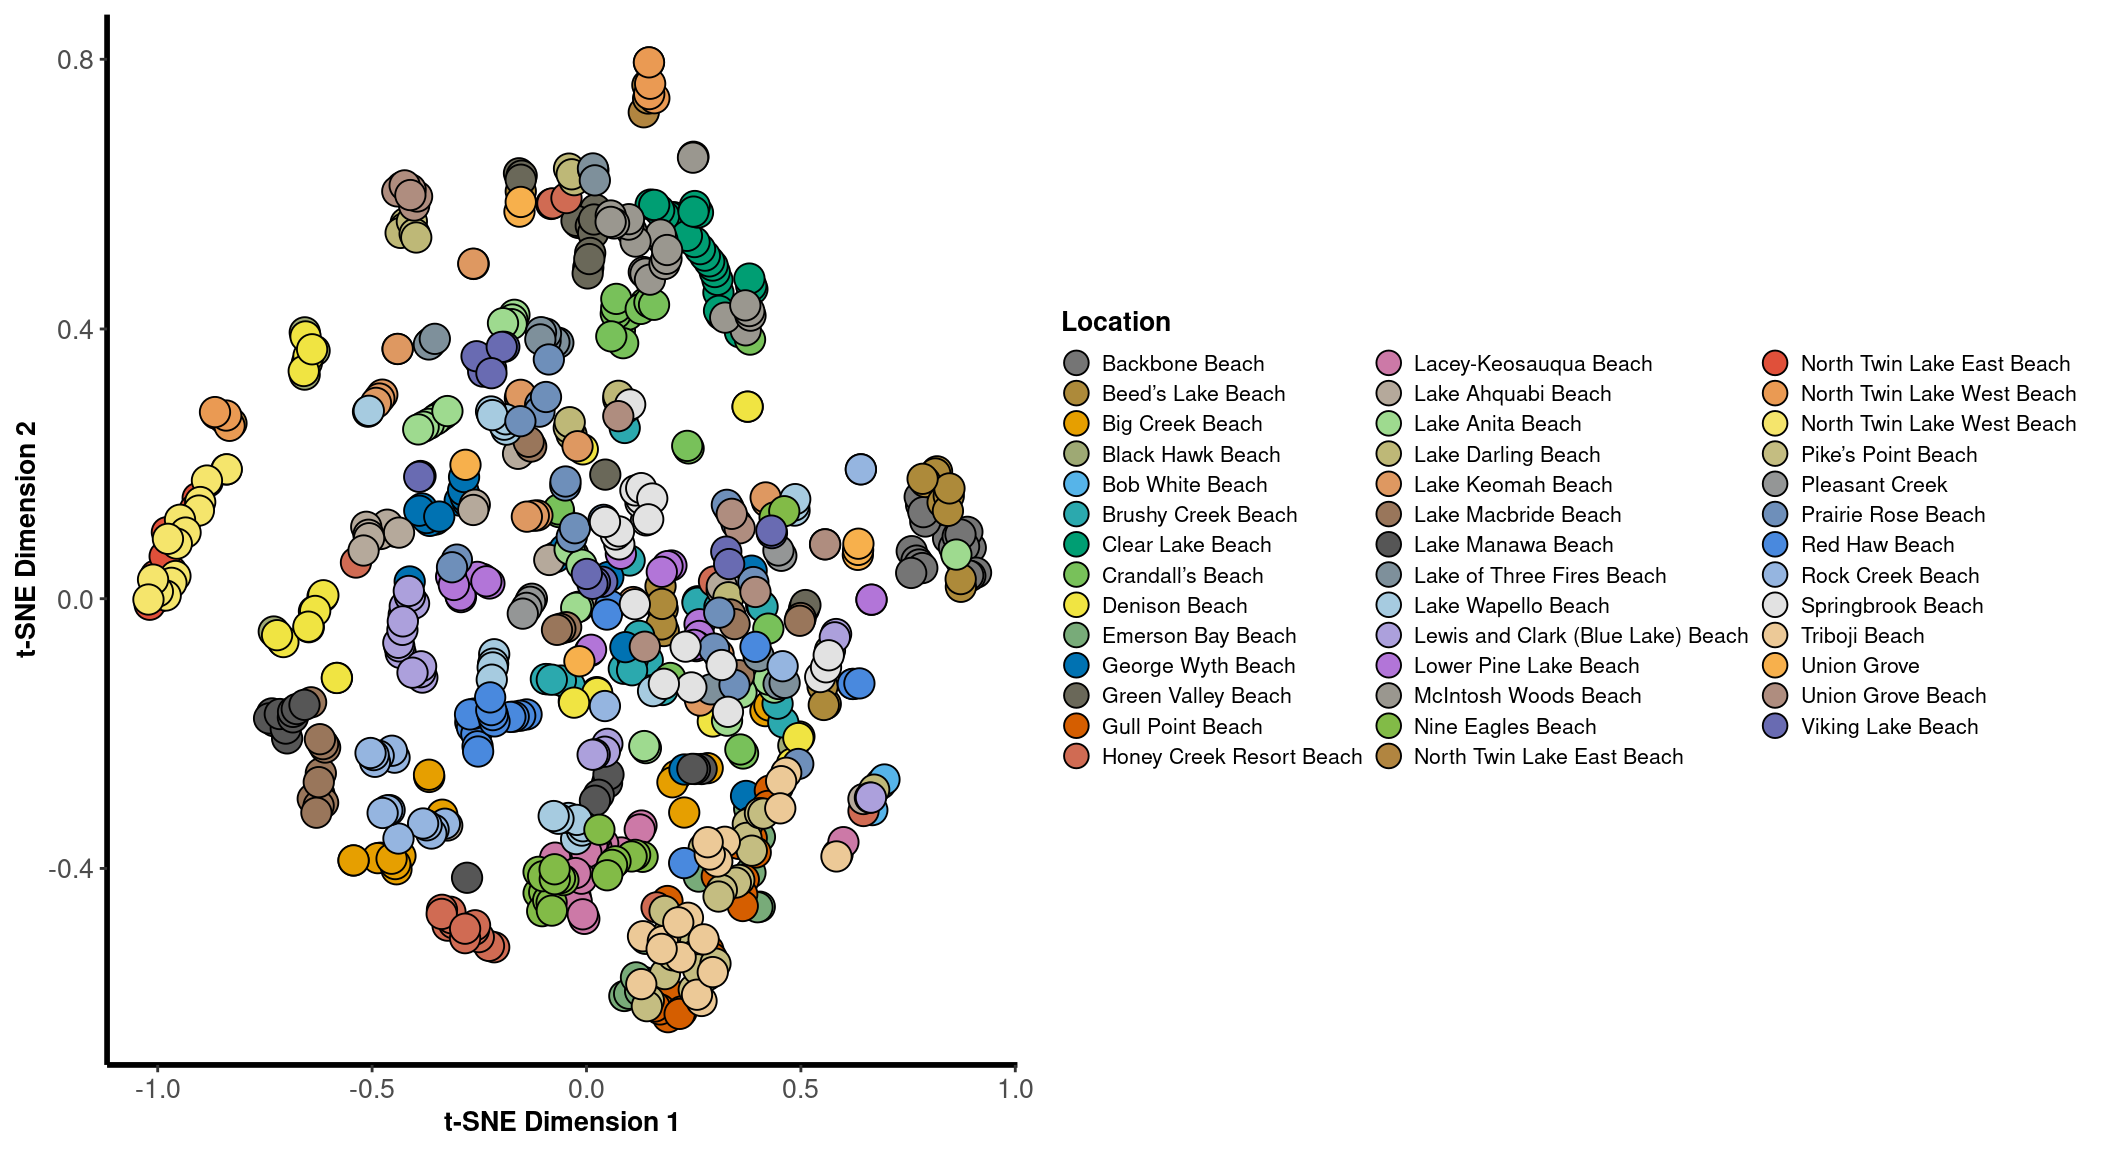 0.8
0.4
0.0
-0.4
t-SNE Dimension 2
-1.0
-0.5
0.0
0.5
1.0
t-SNE Dimension 1
Location
Backbone Beach
Beed’s Lake Beach
Big Creek Beach
Black Hawk Beach
Bob White Beach
Brushy Creek Beach
Clear Lake Beach
Crandall’s Beach
Denison Beach
Emerson Bay Beach
George Wyth Beach
Green Valley Beach
Gull Point Beach
Honey Creek Resort Beach
Lacey-Keosauqua Beach
Lake Ahquabi Beach
Lake Anita Beach
Lake Darling Beach
Lake Keomah Beach
Lake Macbride Beach
Lake Manawa Beach
Lake of Three Fires Beach
Lake Wapello Beach
Lewis and Clark (Blue Lake) Beach
Lower Pine Lake Beach
McIntosh Woods Beach
Nine Eagles Beach
North Twin Lake East Beach
North Twin Lake East Beach
North Twin Lake West Beach
North Twin Lake West Beach
Pike’s Point Beach
Pleasant Creek
Prairie Rose Beach
Red Haw Beach
Rock Creek Beach
Springbrook Beach
Triboji Beach
Union Grove
Union Grove Beach
Viking Lake Beach